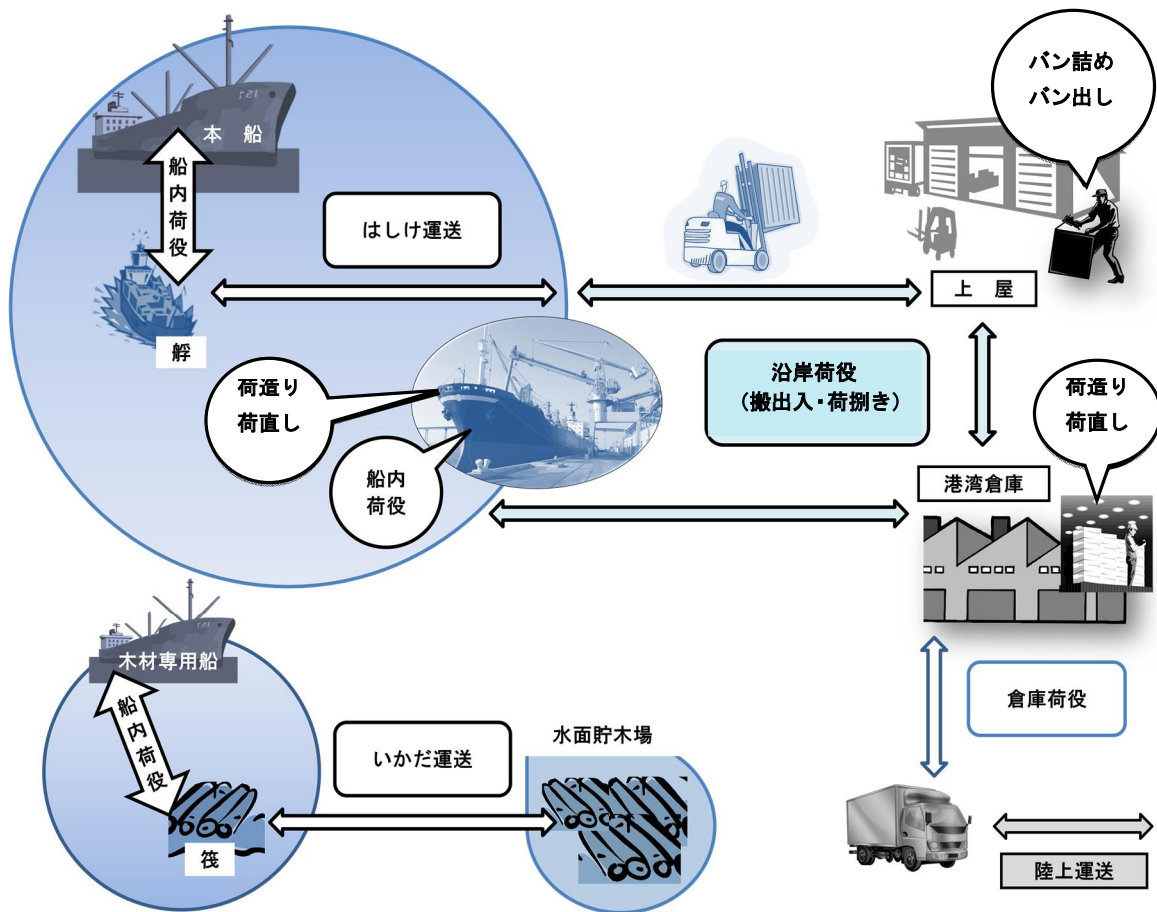 バン詰め
バン出し
本　船
船内荷役
はしけ運送
艀
上　屋
荷造り
荷直し
沿岸荷役
（搬出入・荷捌き）
荷造り
荷直し
船内
荷役
港湾倉庫
木材専用船
船内荷役
いかだ運送
水面貯木場
倉庫荷役
筏
陸上運送